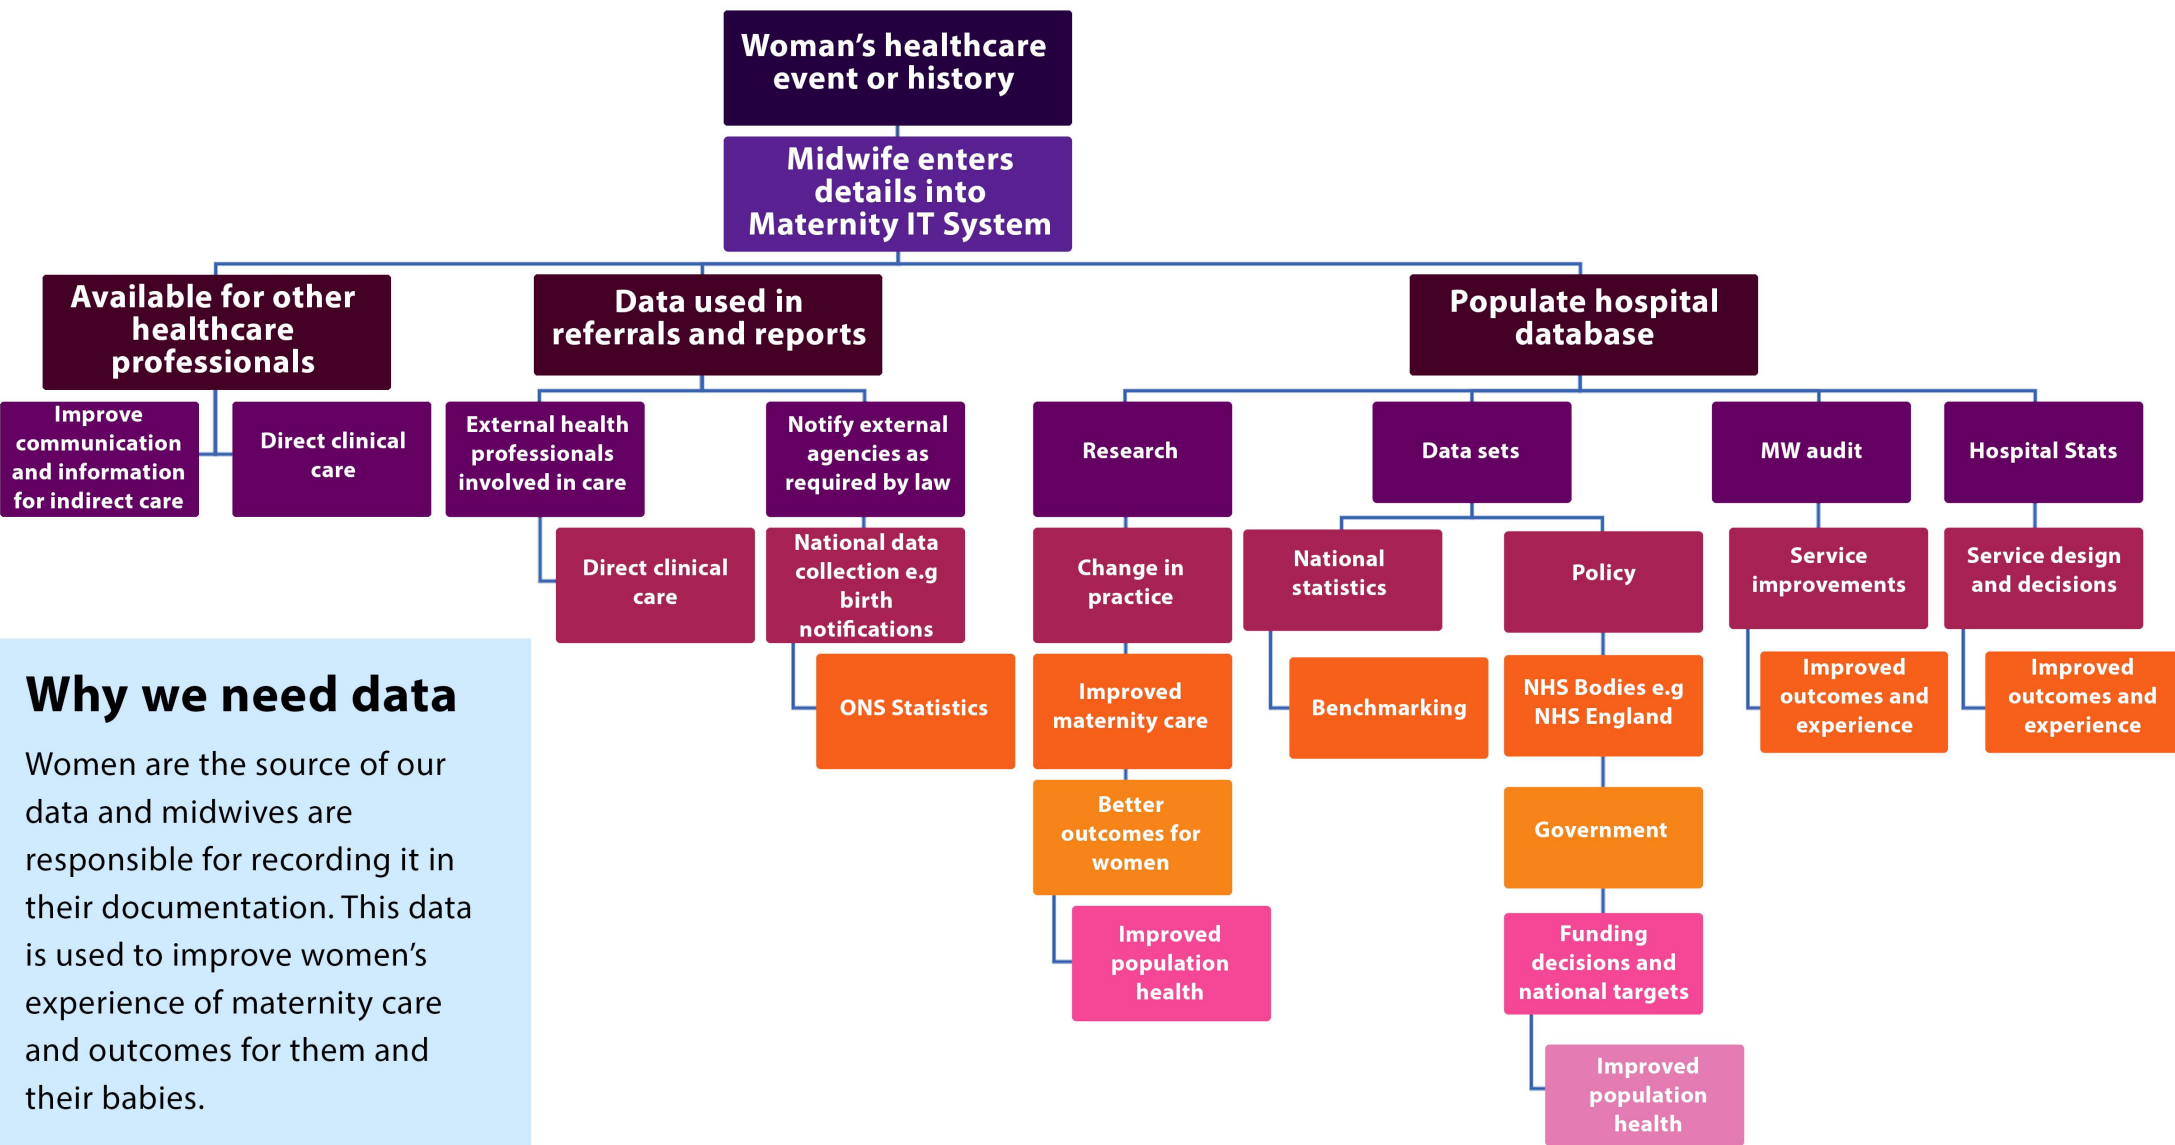 Woman’s healthcare
event or history
Midwife enters
details into
Maternity IT System
Available for other
healthcare
professionals
Data used in
referrals and reports
Populate hospital
database
Improve
communication
and information
for indirect care
Direct clinical
care
External health
professionals
involved in care
Notify external
agencies as
required by law
Research
Data sets
MW audit
Hospital Stats
Direct clinical
care
National data
collection e.g
birth
notifications
Change in
practice
National
statistics
Policy
Service
improvements
Service design
and decisions
ONS Statistics
Improved
maternity care
Benchmarking
NHS Bodies e.g
NHS England
Improved
outcomes and
experience
Improved
outcomes and
experience
Better
outcomes for
women
Government
Improved
population
health
Funding
decisions and
national targets
Improved
population
health
Why we need data
Women are the source of our
data and midwives are
responsible for recording it in
their documentation. This data
is used to improve women’s
experience of maternity care
and outcomes for them and
their babies.